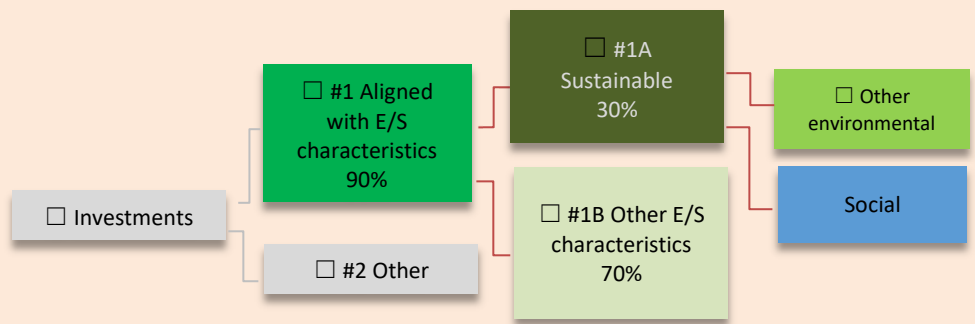 ☐ Investments
☐ #1 Aligned
with E/S
characteristics
90%
☐ #2 Other
☐ #1A
Sustainable
30%
☐ #1B Other E/S
characteristics
70%
☐ Other
environmental
Social